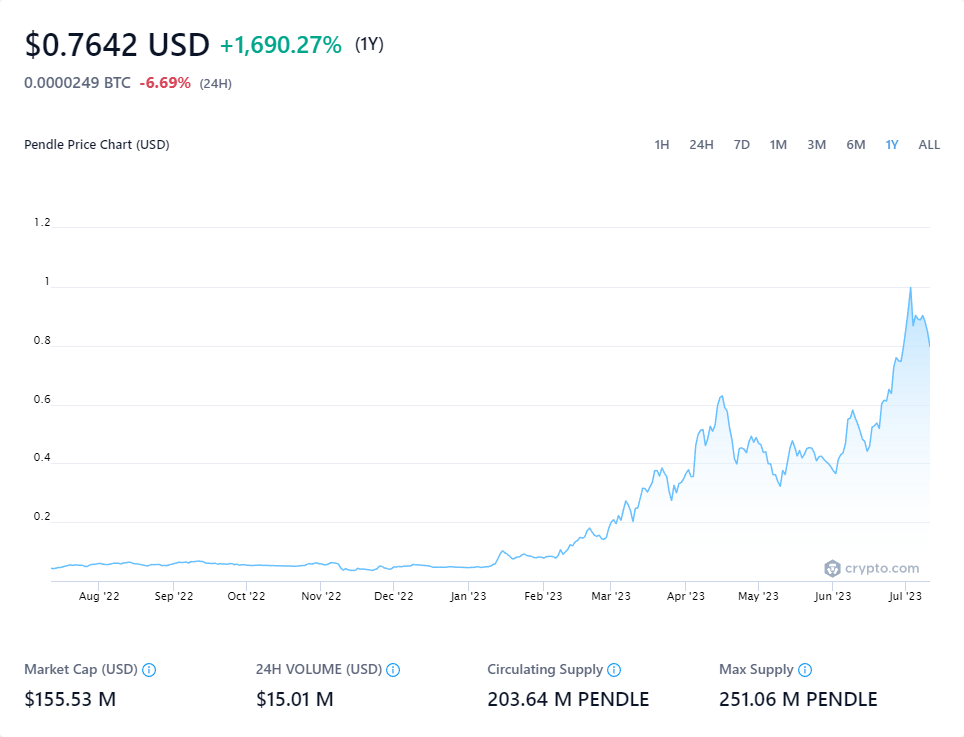 $0.7642 USD +1,690.27% (1Y)
0.0000249 BTC -6.69% (24H)
Pendle Price Chart (USD) 1H 24H 7D 1M 3M 6M 1Y ALL
1.2
1
0.8
0.6
0.4
0.2
crypto.com
Aug '22 Sep '22 Oct '22 Nov '22 Dec '22 Jan '23 Feb '23 Mar '23 Apr '23 May '23 Jun '23 Jul '23
Market Cap (USD) 24H VOLUME (USD) Circulating Supply Max Supply
$155.53 M $15.01 M 203.64 M PENDLE 251.06 M PENDLE